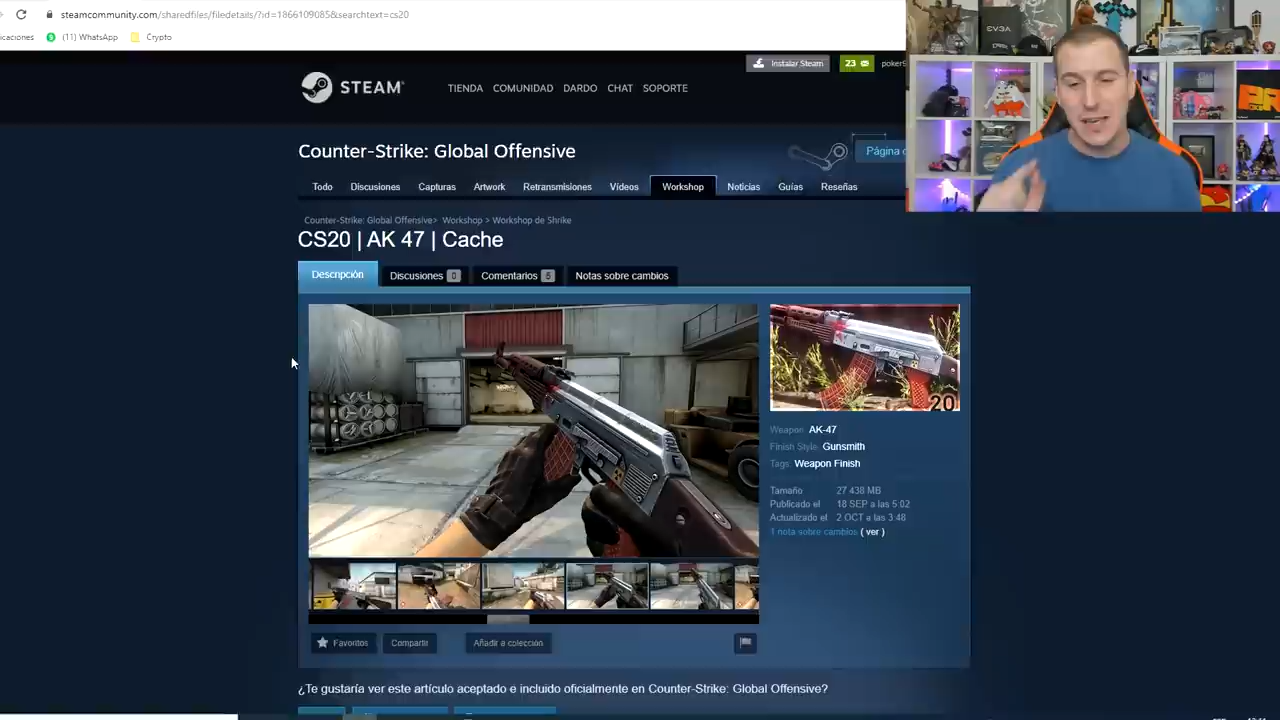 steamcommunity.com/sharedfiles/filedetails/?id=1866109085&searchtext=cs20
caciones (11) WhatsApp Crypto
EVGA
Instalar Steam 23
STEAM TIENDA COMUNIDAD DARDO CHAT SOPORTE
Counter-Strike: Global Offensive
Página
Todo Discusiones Capturas Artwork Retransmisiones Vídeos Workshop Noticias Guías Reseñas
Counter-Strike: Global Offensive> Workshop > Workshop de Shrike
CS20 | AK 47 | Cache
Descripción Discusiones 0 Comentarios 5 Notas sobre cambios
20
Weapon: AK-47
Finish Style: Gunsmith
Tags: Weapon Finish
Tamaño 27 438 MB
Publicado el 18 SEP a las 5:02
Actualizado el 2 OCT a las 3:48
1 nota sobre cambios ( ver )
Favoritos Compartir Añadir a colección
¿Te gustaría ver este artículo aceptado e incluido oficialmente en Counter-Strike: Global Offensive?